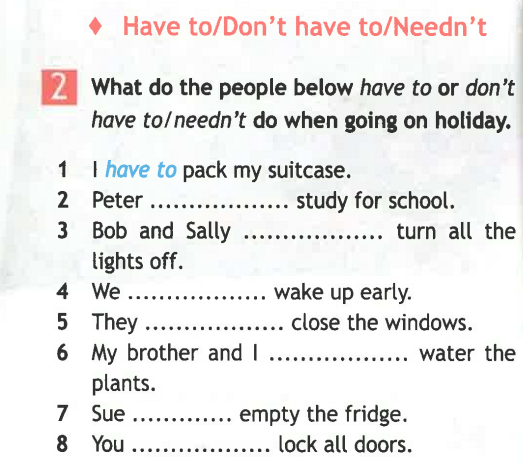 ♦ Have to/Don't have to/Needn't
2 What do the people below have to or don't
have to/needn't do when going on holiday.
1 I have to pack my suitcase.
2 Peter .................. study for school.
3 Bob and Sally .................. turn all the
lights off.
4 We .................. wake up early.
5 They .................. close the windows.
6 My brother and I .................. water the
plants.
7 Sue ............. empty the fridge.
8 You .................. lock all doors.